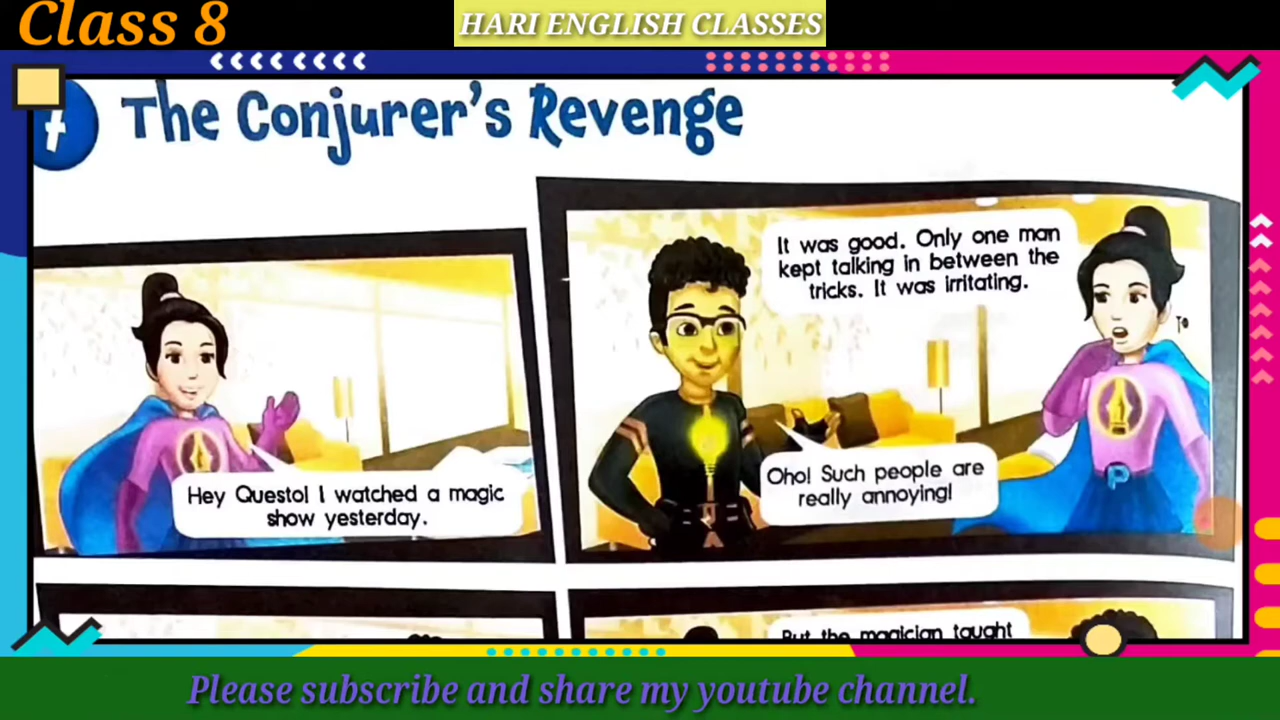 Class 8
HARI ENGLISH CLASSES
The Conjurer's Revenge
Hey Questo! I watched a magic
show yesterday.
It was good. Only one man
kept talking in between the
tricks. It was irritating.
Oho! Such people are
really annoying!
P
But the magician taught
Please subscribe and share my youtube channel.